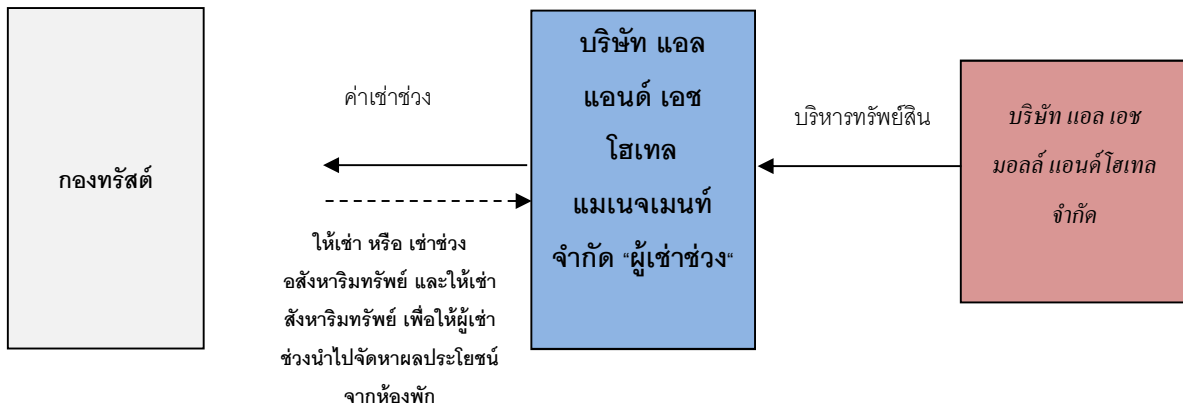 กองทรัสต์
ค่าเช่าช่วง
ให้เช่า หรือ เช่าช่วง
อสังหาริมทรัพย์ และให้เช่า
สังหาริมทรัพย์ เพื่อให้ผู้เช่า
ช่วงนำไปจัดหาผลประโยชน์
จากห้องพัก
บริษัท แอล
แอนด์ เอช
โฮเทล
แมเนจเมนท์
จำกัด “ผู้เช่าช่วง“
บริหารทรัพย์สิน
บริษัท แอล เอช
มอลล์ แอนด์ โฮเทล
จำกัด